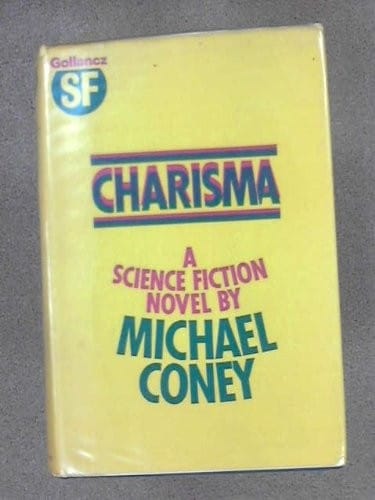 Gollancz
SF
CHARISMA
A
SCIENCE FICTION
NOVEL BY
MICHAEL
CONEY